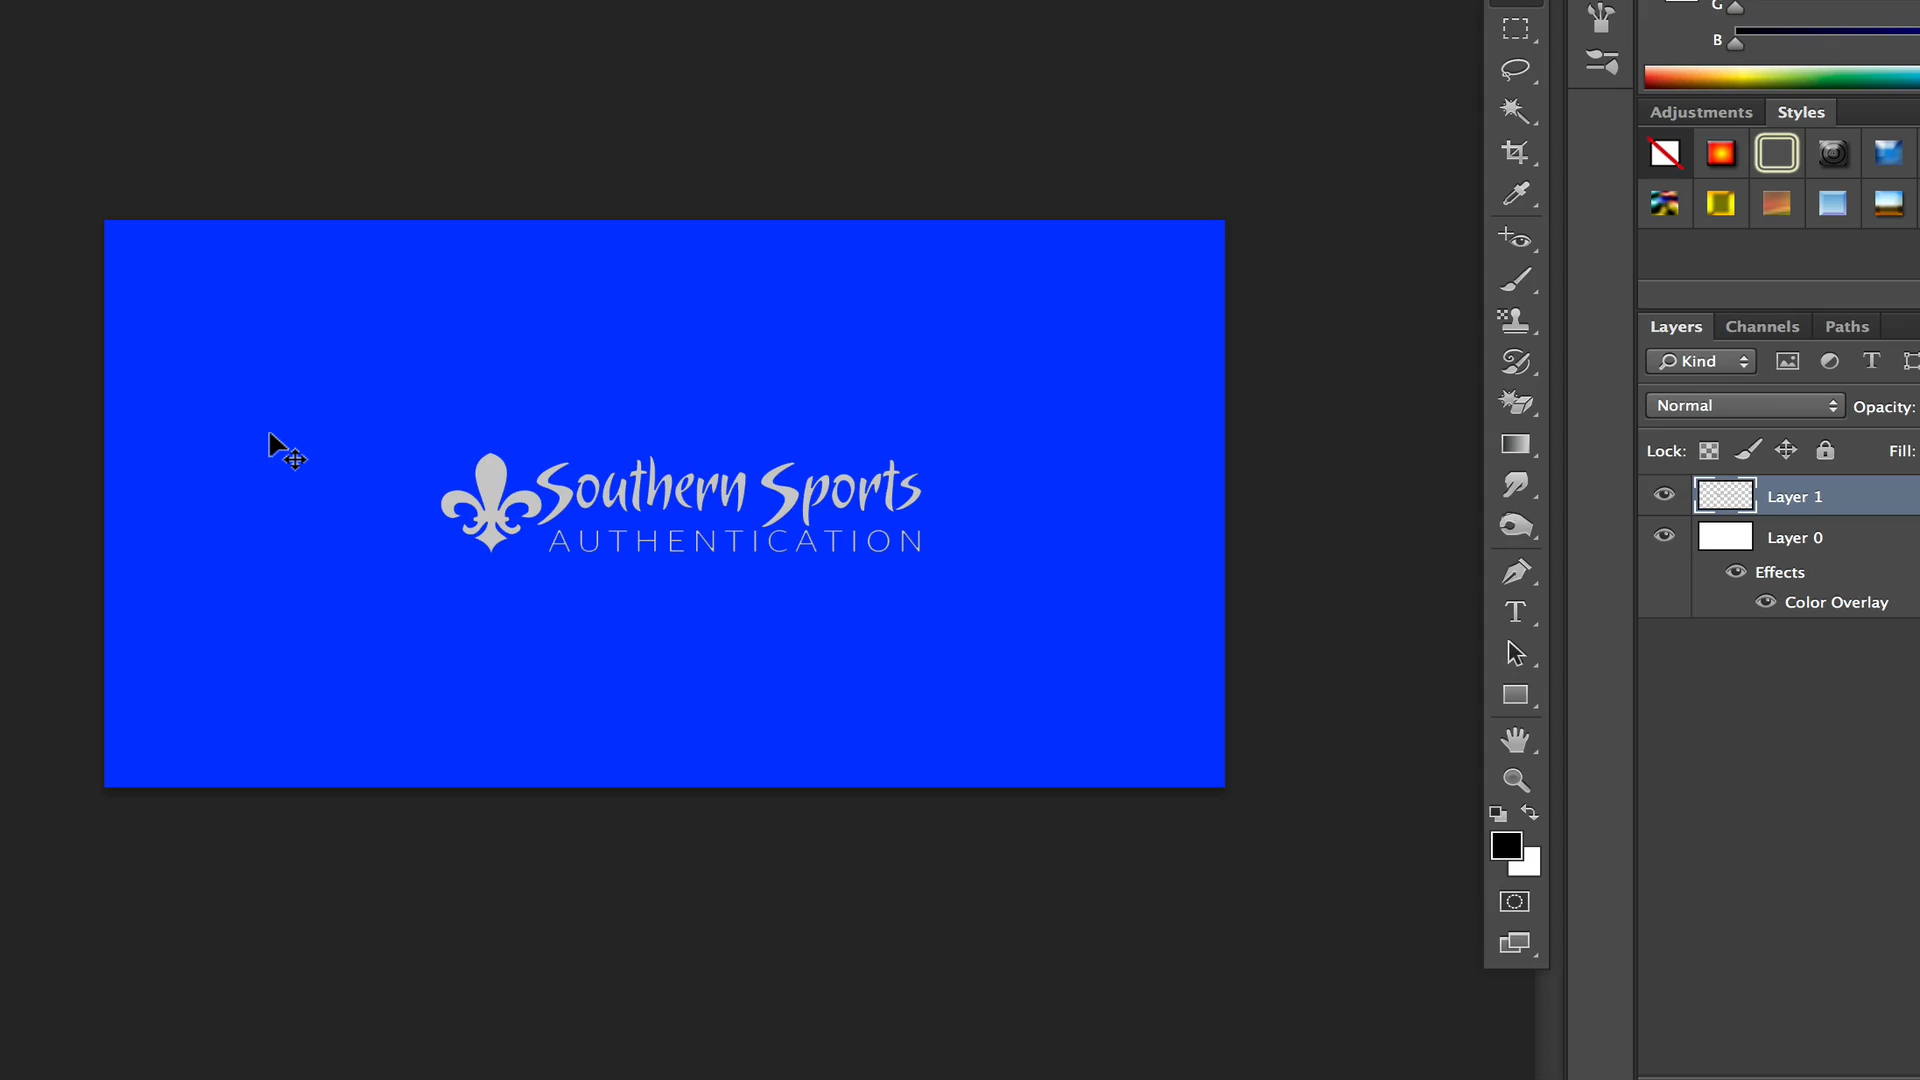 G
B
Adjustments Styles
Southern Sports
AUTHENTICATION
Layers Channels Paths
Kind
Normal Opacity:
Lock: Fill:
Layer 1
Layer 0
Effects
Color Overlay